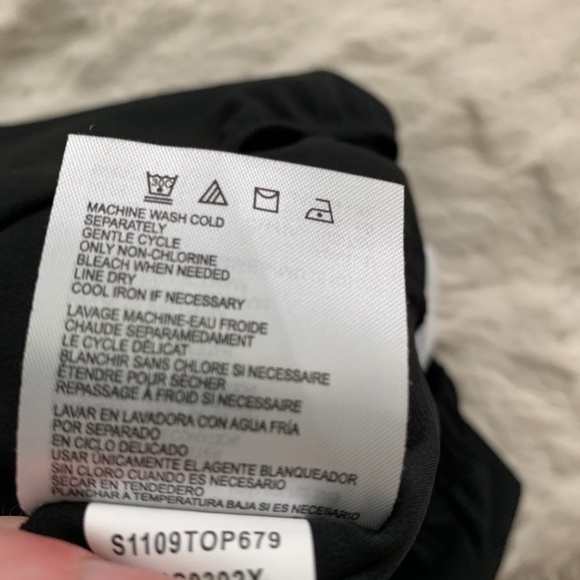 30C
MACHINE WASH COLD
SEPARATELY
GENTLE CYCLE
ONLY NON-CHLORINE
BLEACH WHEN NEEDED
LINE DRY
COOL IRON IF NECESSARY
LAVAGE MACHINE-EAU FROIDE
CHAUDE SEPARAMEDAMENT
LE CYCLE DÉLICAT
BLANCHIR SANS CHLORE SI NECESSAIRE
ÉTENDRE POUR SÉCHER
REPASSAGE À FROID SI NECESSAIRE
LAVAR EN LAVADORA CON AGUA FRÍA
POR SEPARADO
EN CICLO DELICADO
USAR ÚNICAMENTE EL AGENTE BLANQUEADOR
SIN CLORO CUANDO ES NECESARIO
SECAR EN TENDEDERO
PLANCHAR A TEMPERATURA BAJA SI ES NECESARIO
S1109TOP679